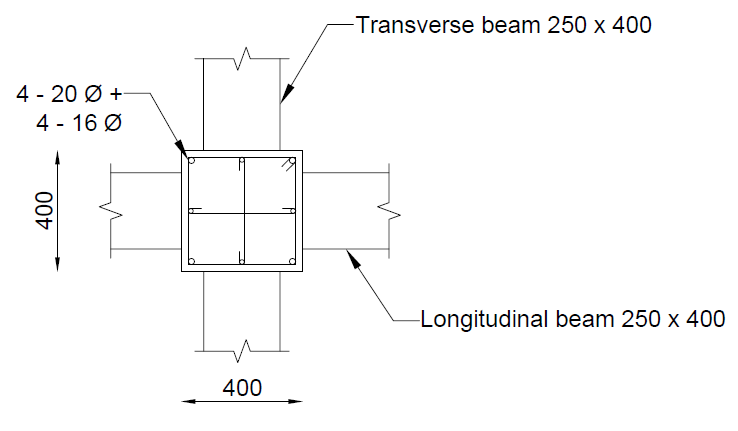 Transverse beam 250 x 400
4 - 20 Ø +
4 - 16 Ø
400
Longitudinal beam 250 x 400
400